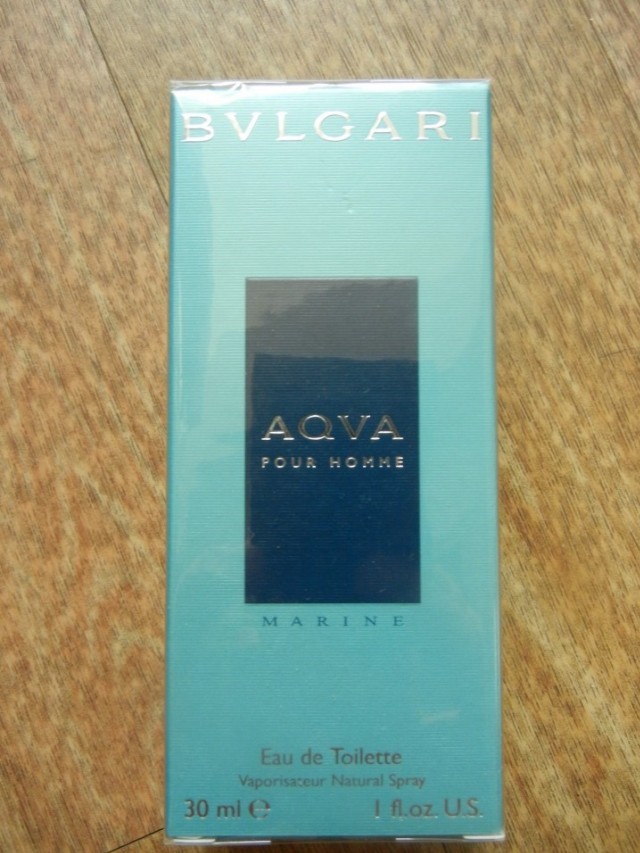 BVLGARI
AQVA
POUR HOMME
MARINE
Eau de Toilette
Vaporisateur Natural Spray
30 ml ℮ 1 fl.oz. U.S.